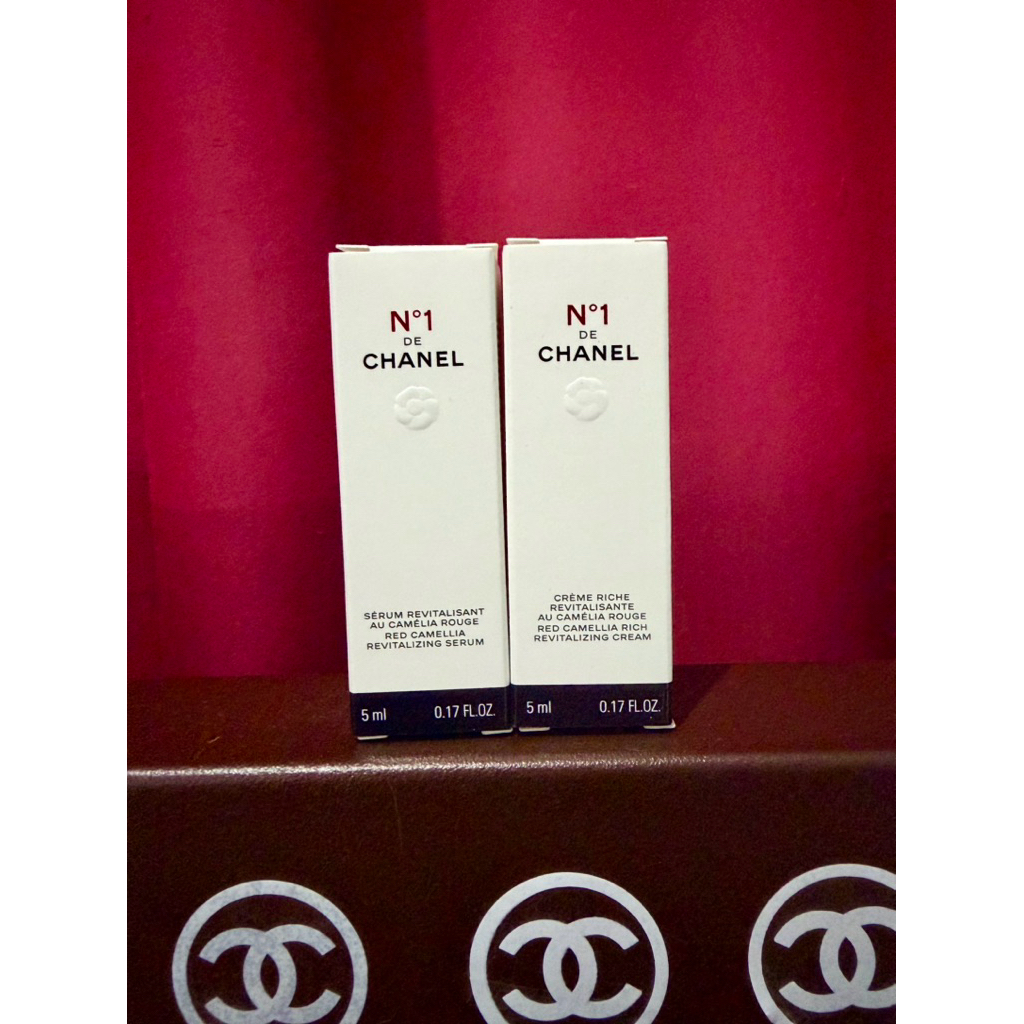 N°1
DE
CHANEL
SÉRUM REVITALISANT
AU CAMÉLIA ROUGE
RED CAMELLIA
REVITALIZING SERUM
5 ml 0.17 FL.OZ.
N°1
DE
CHANEL
CRÈME RICHE
REVITALISANTE
AU CAMÉLIA ROUGE
RED CAMELLIA RICH
REVITALIZING CREAM
5 ml 0.17 FL.OZ.